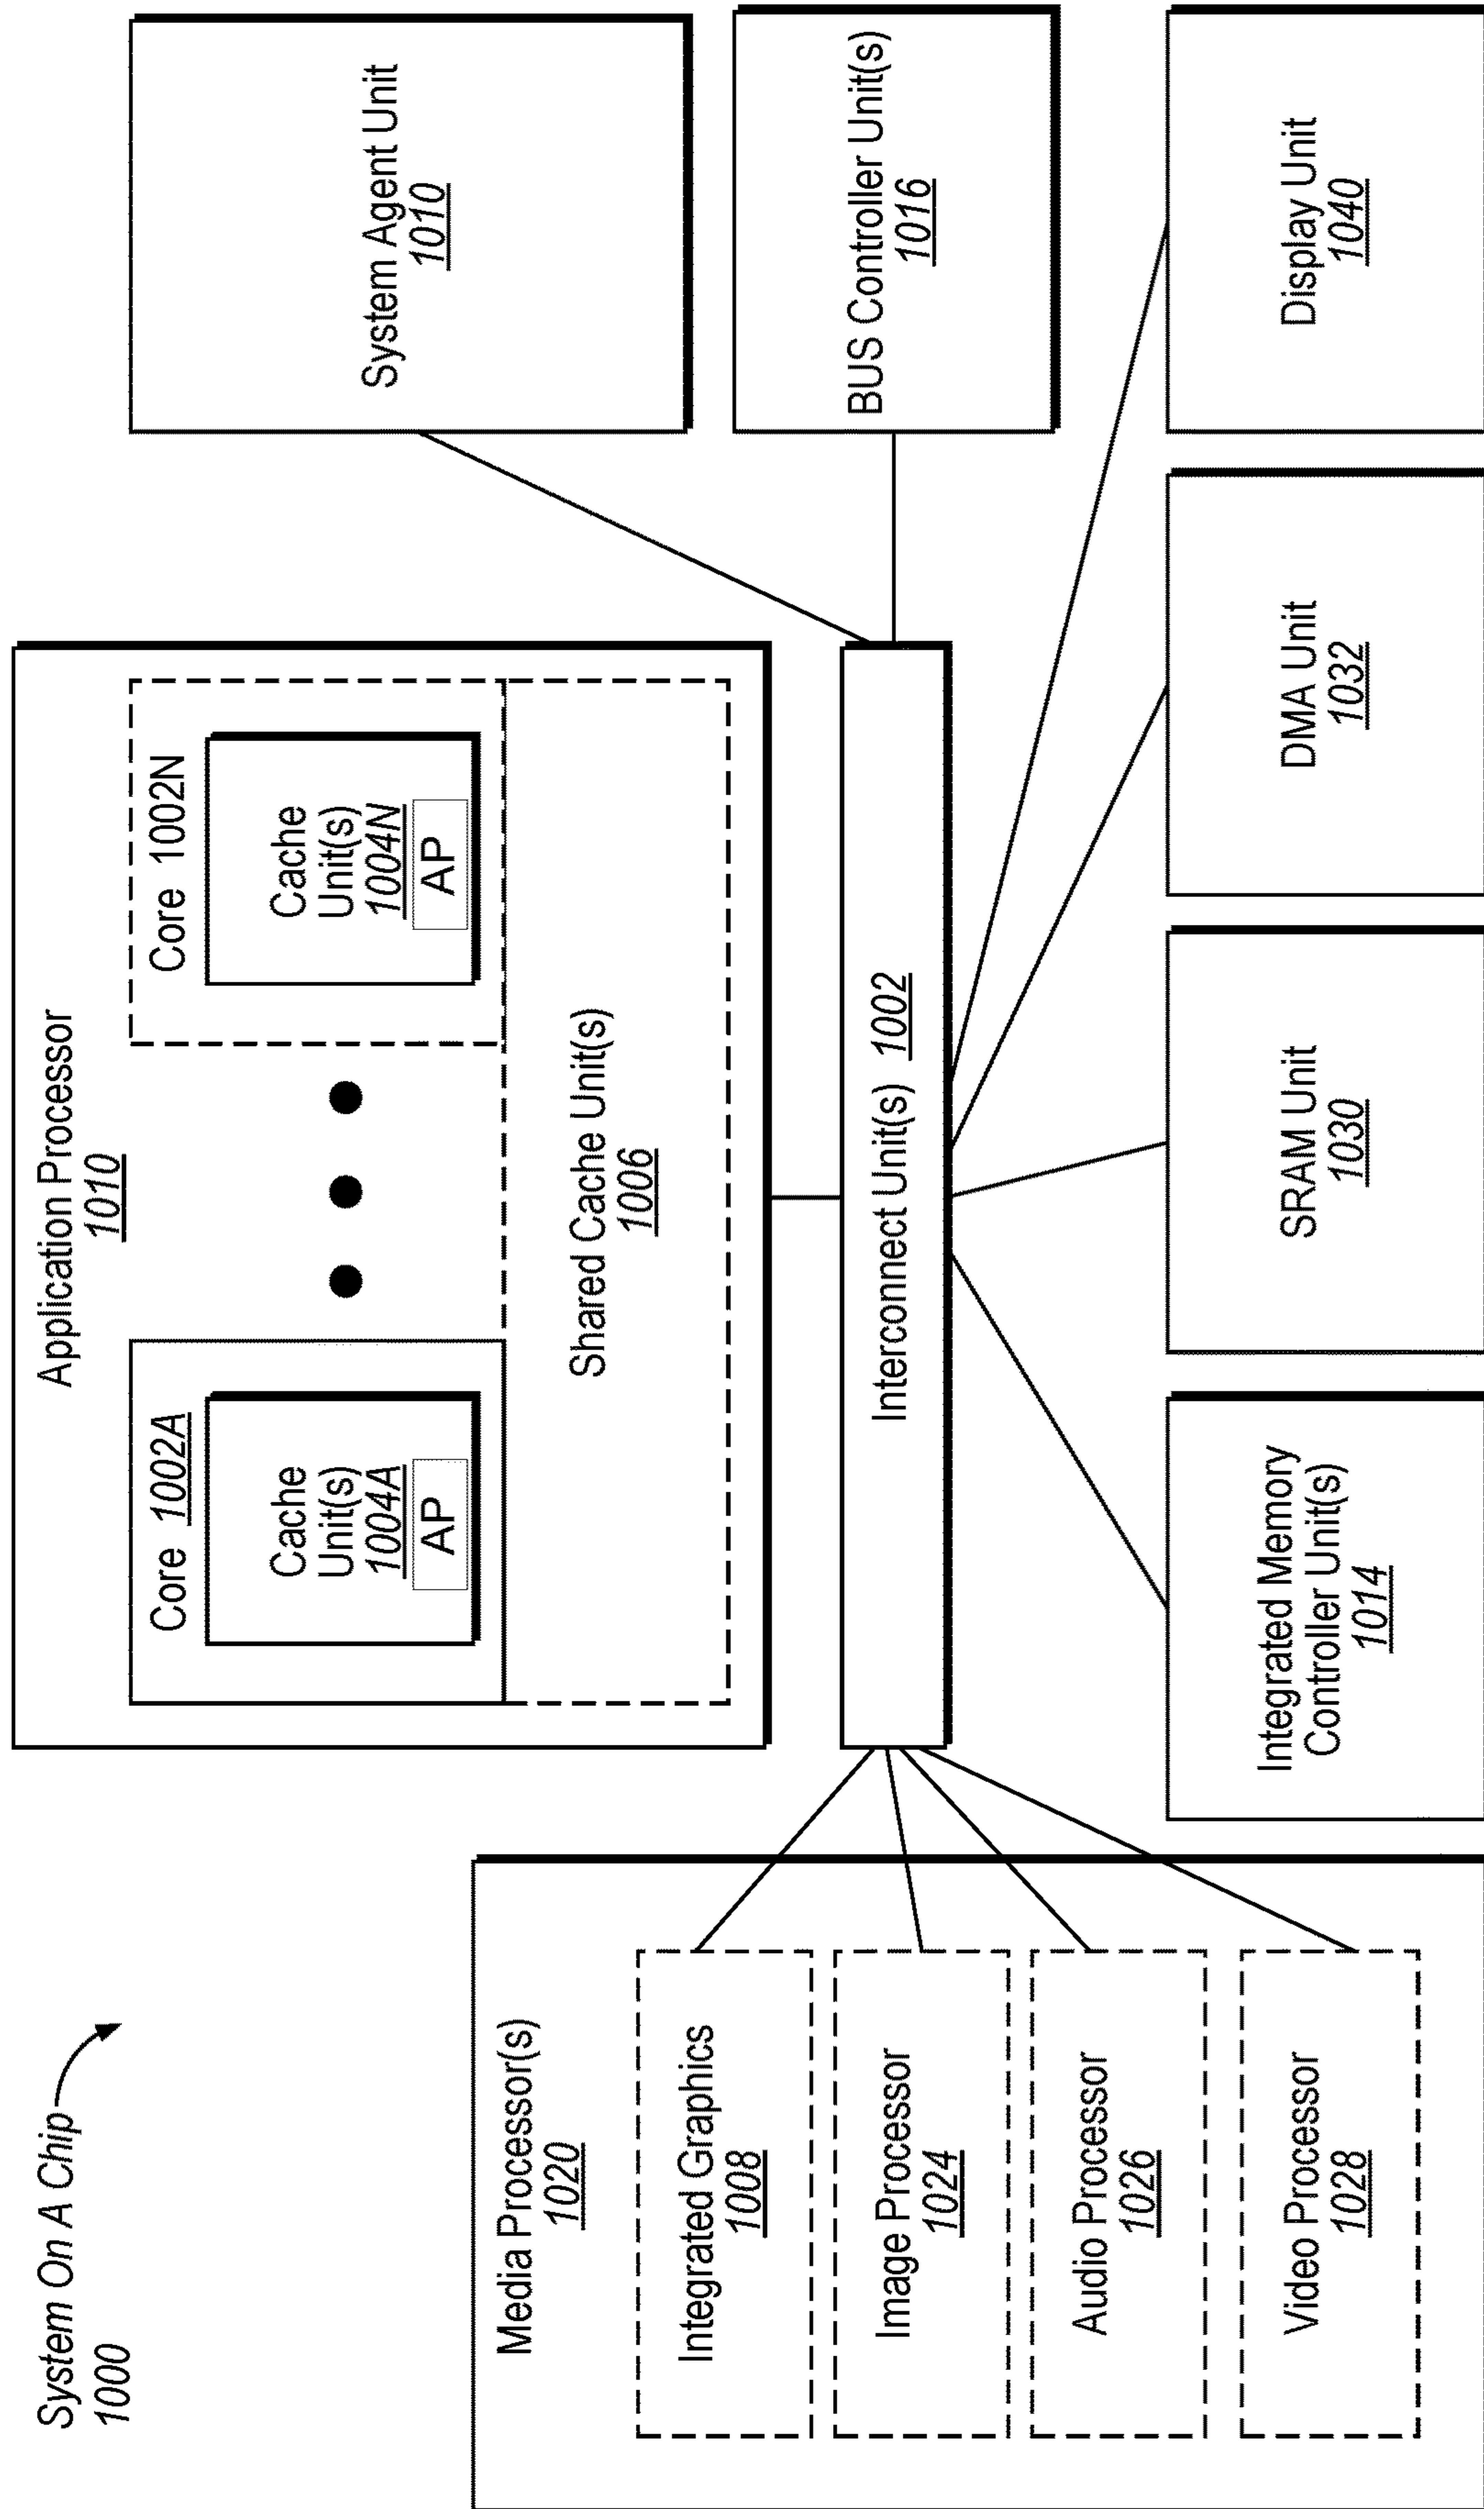 System On A Chip
1000
Application Processor
1010
Core 1002A
Cache
Unit(s)
1004A
AP
Core 1002N
Cache
Unit(s)
1004N
AP
Shared Cache Unit(s)
1006
System Agent Unit
1010
Media Processor(s)
1020
Integrated Graphics
1008
Image Processor
1024
Audio Processor
1026
Video Processor
1028
Interconnect Unit(s) 1002
BUS Controller Unit(s)
1016
Integrated Memory
Controller Unit(s)
1014
SRAM Unit
1030
DMA Unit
1032
Display Unit
1040